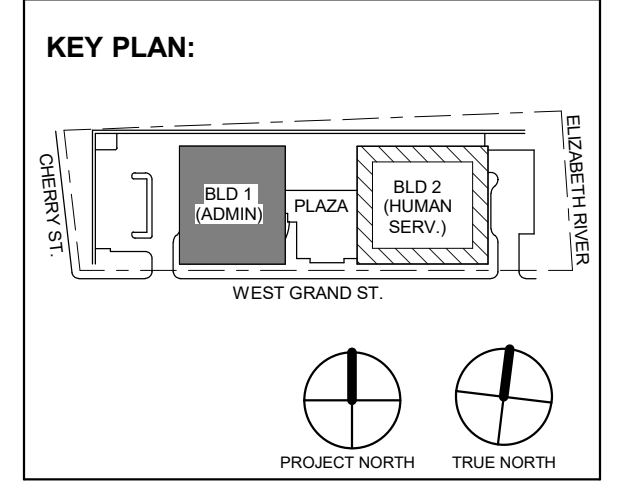 KEY PLAN:
CHERRY ST.
BLD 1
(ADMIN)
PLAZA
BLD 2
(HUMAN
SERV.)
ELIZABETH RIVER
WEST GRAND ST.
PROJECT NORTH
TRUE NORTH